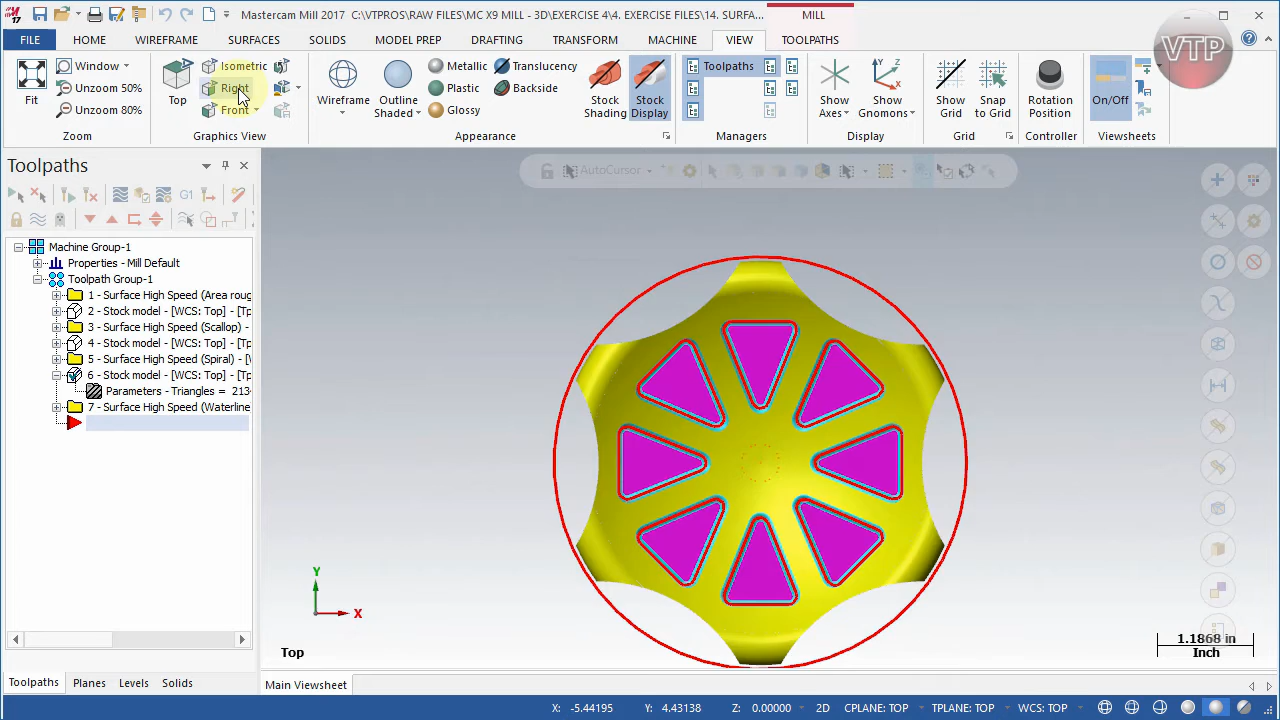 Mastercam Mill 2017 C:\VTPROS\RAW FILES\MC X9 MILL - 3D\EXERCISE 4\4. EXERCISE FILES\14. SURFA...
MILL
VTP
FILE HOME WIREFRAME SURFACES SOLIDS MODEL PREP DRAFTING TRANSFORM MACHINE VIEW TOOLPATHS
Window Isometric Metallic Translucency Toolpaths
Unzoom 50% Right Plastic Backside
Unzoom 80% Front Glossy
Fit Top Wireframe Outline Shaded Stock Shading Stock Display Show Axes Show Gnomons Show Grid Snap to Grid Rotation Position On/Off
Zoom Graphics View Appearance Managers Display Grid Controller Viewsheets
Toolpaths
AutoCursor
G1
Machine Group-1
Properties - Mill Default
Toolpath Group-1
1 - Surface High Speed (Area roug
2 - Stock model - [WCS: Top] - [Tp
3 - Surface High Speed (Scallop) -
4 - Stock model - [WCS: Top] - [Tp
5 - Surface High Speed (Spiral) - [V
6 - Stock model - [WCS: Top] - [Tp
Parameters - Triangles = 213
7 - Surface High Speed (Waterline
Y
X
Top
1.1868 in
Inch
Toolpaths Planes Levels Solids
Main Viewsheet
X: -5.44195 Y: 4.43138 Z: 0.00000 2D CPLANE: TOP TPLANE: TOP WCS: TOP